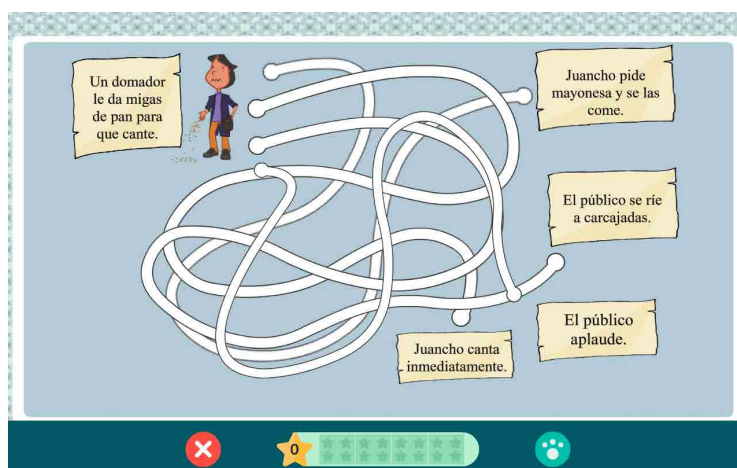 Un domador
le da migas
de pan para
que cante.
Juancho pide
mayonesa y se las
come.
El público se ríe
a carcajadas.
El público
aplaude.
Juancho canta
inmediatamente.
0